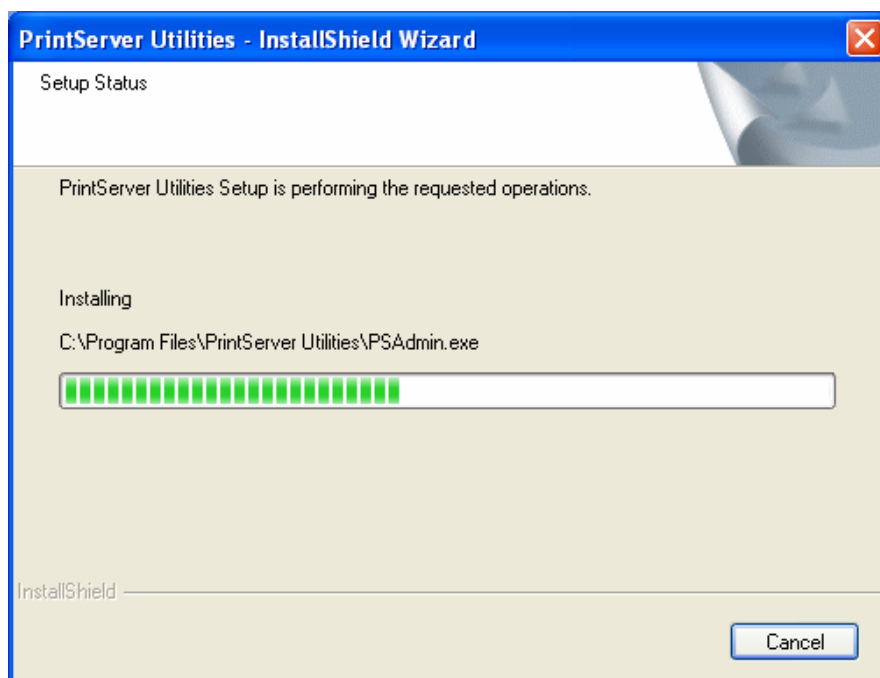 PrintServer Utilities - InstallShield Wizard
Setup Status
PrintServer Utilities Setup is performing the requested operations.
Installing
C:\Program Files\PrintServer Utilities\PSAdmin.exe
InstallShield
Cancel